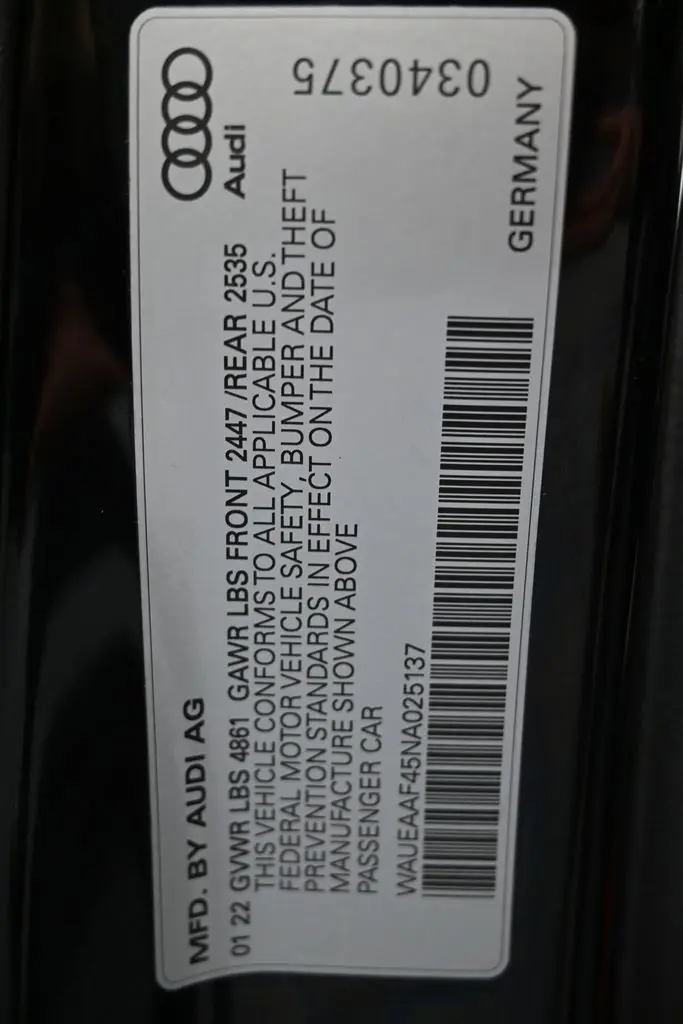 MFD. BY AUDI AG
Audi
01 22 GVWR LBS 4861 GAWR LBS FRONT 2447 /REAR 2535
THIS VEHICLE CONFORMS TO ALL APPLICABLE U.S.
FEDERAL MOTOR VEHICLE SAFETY, BUMPER AND THEFT
PREVENTION STANDARDS IN EFFECT ON THE DATE OF
MANUFACTURE SHOWN ABOVE
PASSENGER CAR
WAUEAAF45NA025137
GERMANY
0340375